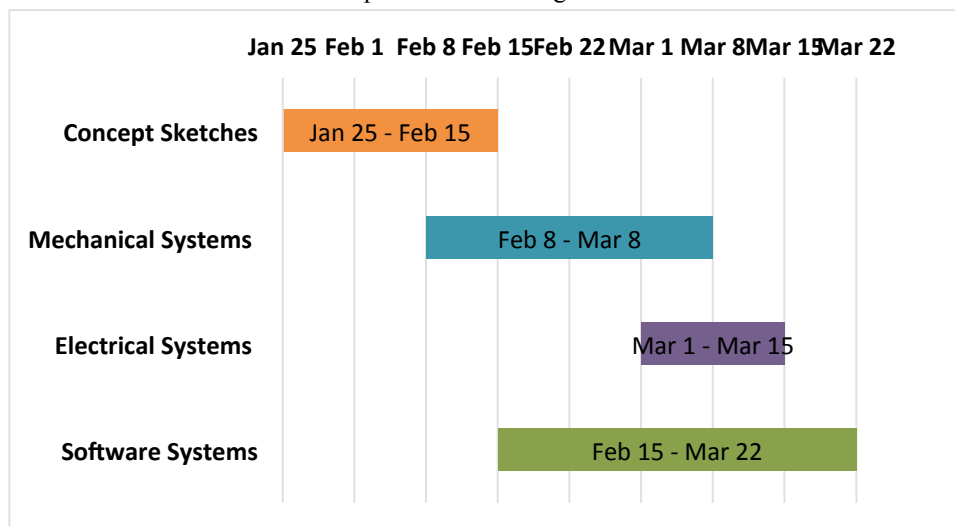 Jan 25 Feb 1 Feb 8 Feb 15 Feb 22 Mar 1 Mar 8 Mar 15 Mar 22
Concept Sketches Jan 25 - Feb 15
Mechanical Systems Feb 8 - Mar 8
Electrical Systems Mar 1 - Mar 15
Software Systems Feb 15 - Mar 22